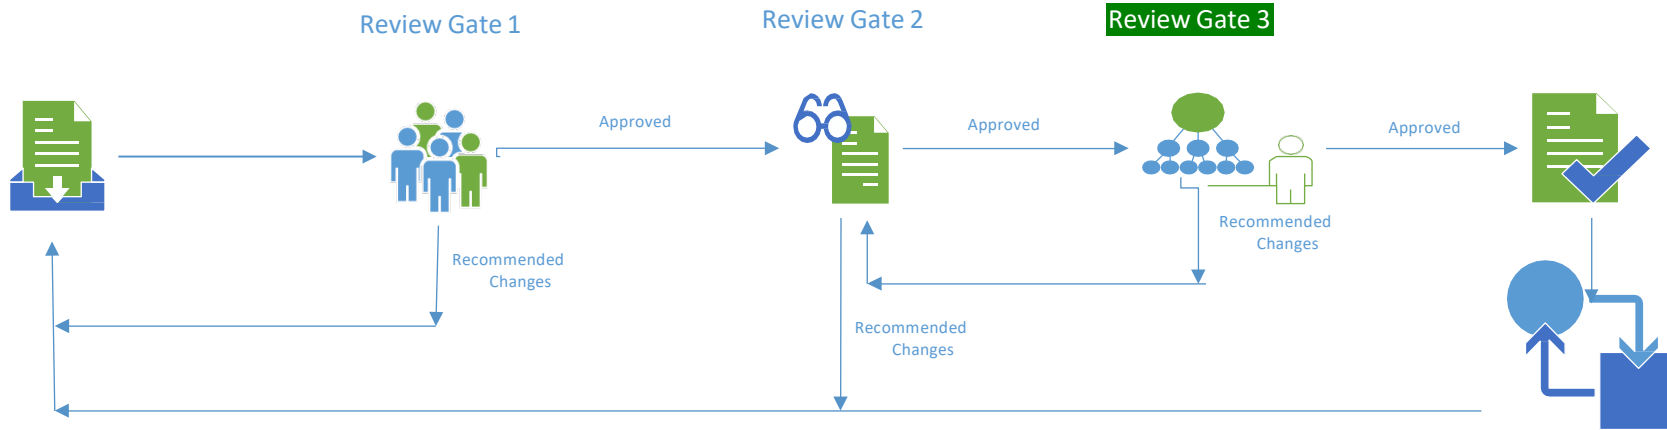 Review Gate 1
Review Gate 2
Review Gate 3
Approved
Approved
Approved
Recommended
Changes
Recommended
Changes
Recommended
Changes